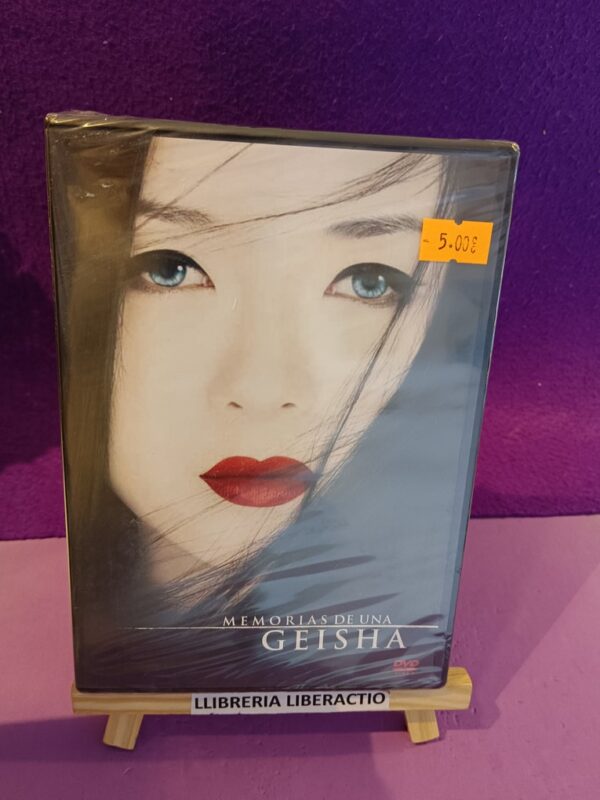 - 5.00€
MEMORIAS DE UNA
GEISHA
DVD
LLIBRERIA LIBERACTIO